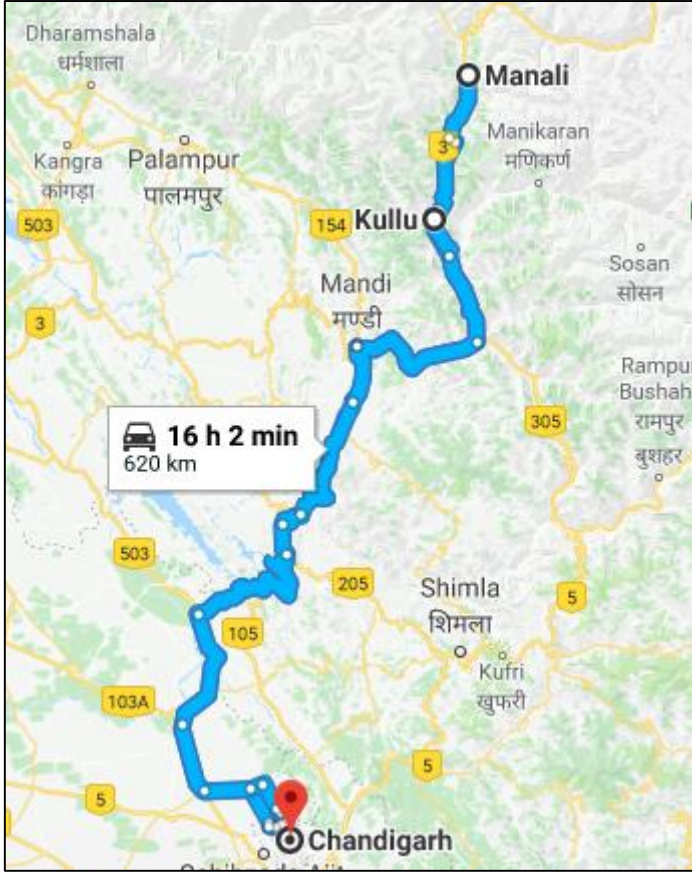 Dharamshala
धर्मशाला
Manali
Kangra
कांगड़ा
Palampur
पालमपुर
3
Manikaran
मणिकर्ण
503
154
Kullu
Sosan
सोसन
Mandi
मण्डी
3
Rampur
Bushah
रामपुर
बुशहर
305
16 h 2 min
620 km
503
205
Shimla
शिमला
5
105
Kufri
खुफरी
103A
5
5
Chandigarh